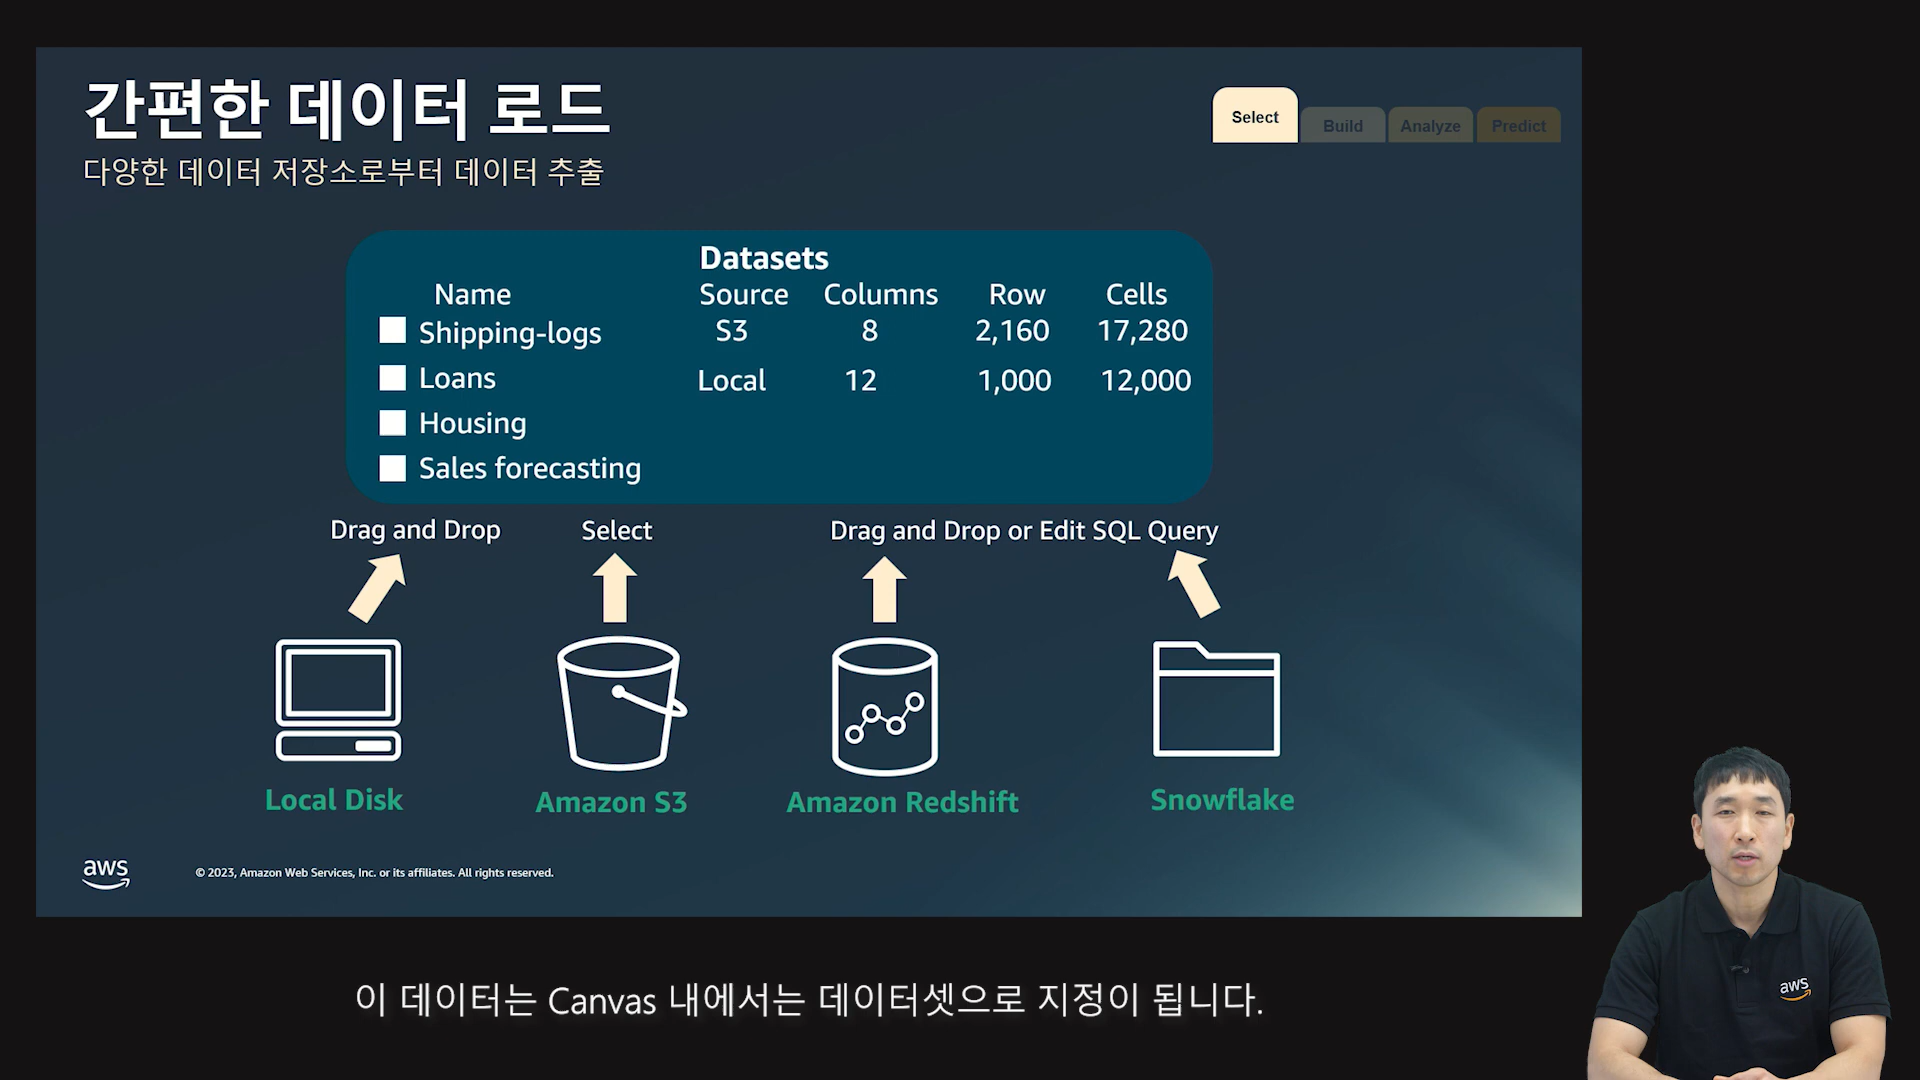 간편한 데이터 로드
다양한 데이터 저장소로부터 데이터 추출
Select Build Analyze Predict
Datasets
Name Source Columns Row Cells
Shipping-logs S3 8 2,160 17,280
Loans Local 12 1,000 12,000
Housing
Sales forecasting
Drag and Drop Select Drag and Drop or Edit SQL Query
Local Disk Amazon S3 Amazon Redshift Snowflake
aws © 2023, Amazon Web Services, Inc. or its affiliates. All rights reserved.
aws
이 데이터는 Canvas 내에서는 데이터셋으로 지정이 됩니다.